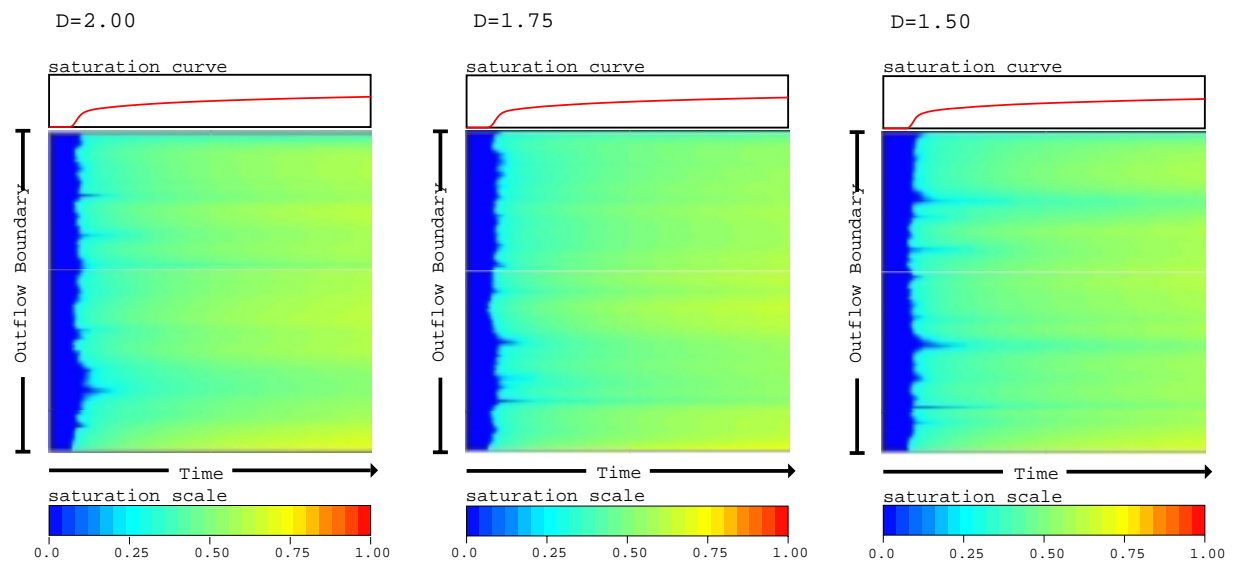 D=2.00 D=1.75 D=1.50
saturation curve saturation curve saturation curve
Outflow Boundary Outflow Boundary Outflow Boundary
Time Time Time
saturation scale saturation scale saturation scale
0.0 0.25 0.50 0.75 1.00 0.0 0.25 0.50 0.75 1.00 0.0 0.25 0.50 0.75 1.00